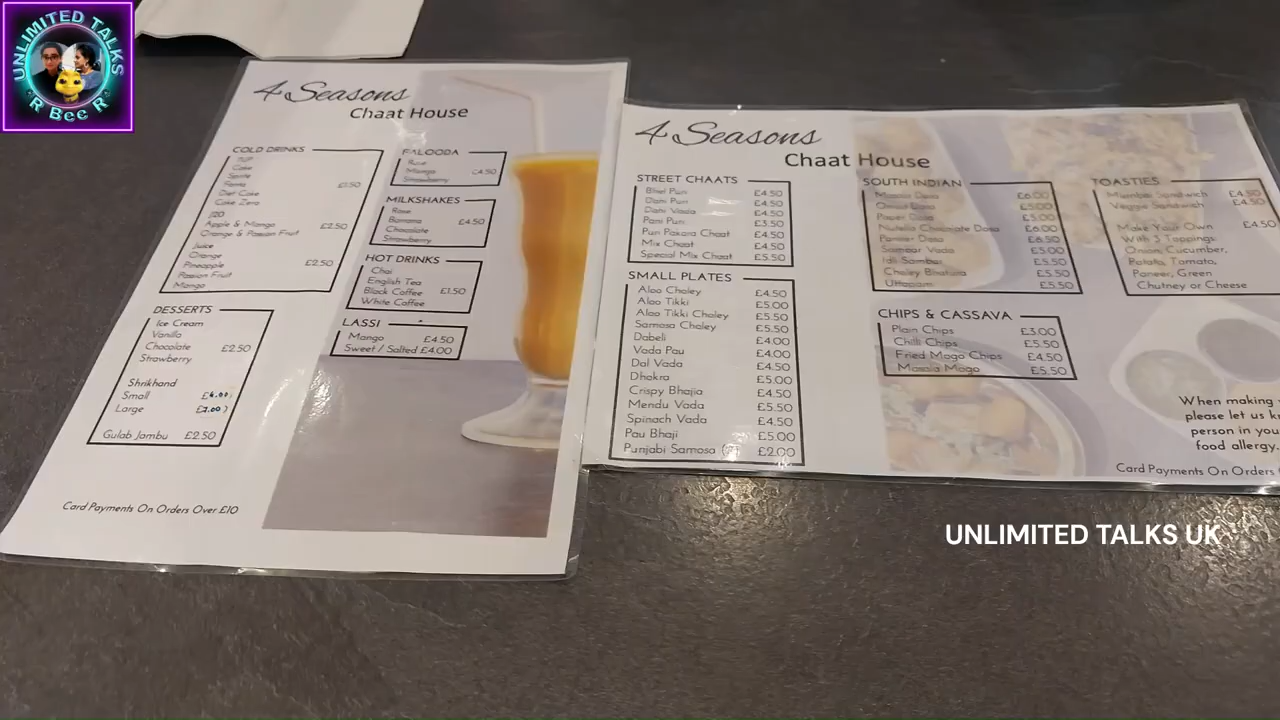 UNLIMITED TALKS
R Bee R
4 Seasons
Chaat House
COLD DRINKS
7UP
Coke
Sprite
Fanta £1.50
Diet Coke
Coke Zero
J20
Apple & Mango £2.50
Orange & Passion Fruit
Juice
Orange
Pineapple £2.50
Passion Fruit
Mango
DESSERTS
Ice Cream
Vanilla
Chocolate £2.50
Strawberry
Shrikhand
Small £4.00
Large £7.00
Gulab Jambu £2.50
Card Payments On Orders Over £10
FALOODA
Rose
Mango £4.50
Strawberry
MILKSHAKES
Rose
Banana £4.50
Chocolate
Strawberry
HOT DRINKS
Chai
English Tea
Black Coffee £1.50
White Coffee
LASSI
Mango £4.50
Sweet / Salted £4.00
4 Seasons
Chaat House
STREET CHAATS
Bhel Puri £4.50
Dahi Puri £4.50
Dahi Vada £4.50
Pani Puri £3.50
Puri Pakora Chaat £4.50
Mix Chaat £4.50
Special Mix Chaat £5.50
SMALL PLATES
Aloo Choley £4.50
Aloo Tikki £5.00
Aloo Tikki Choley £5.50
Samosa Choley £5.50
Dabeli £4.00
Vada Pau £4.00
Dal Vada £4.50
Dhokra £5.00
Crispy Bhajia £4.50
Mendu Vada £5.50
Spinach Vada £4.50
Pau Bhaji £5.00
Punjabi Samosa £2.00
SOUTH INDIAN
Masala Dosa £6.00
Onion Dosa £5.00
Paper Dosa £5.00
Nutella Chocolate Dosa £6.00
Paneer Dosa £6.50
Sambar Vada £5.00
Idli Sambar £5.50
Choley Bhatura £5.50
Uttapam £5.50
CHIPS & CASSAVA
Plain Chips £3.00
Chilli Chips £5.50
Fried Mogo Chips £4.50
Masala Mogo £5.50
TOASTIES
Mumbai Sandwich £4.50
Veggie Sandwich £4.50
Make Your Own £4.50
With 3 Toppings
Onion, Cucumber,
Potato, Tomato,
Paneer, Green
Chutney or Cheese
When making
please let us
person in
food allergy.
Card Payments On Orders
UNLIMITED TALKS UK